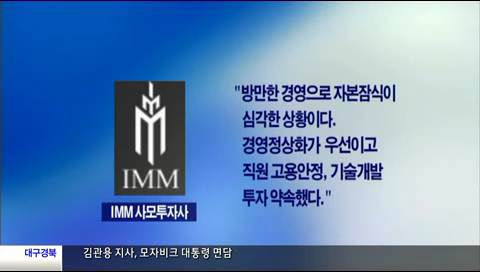 "방만한 경영으로 자본잠식이
심각한 상황이다.
경영정상화가 우선이고
직원 고용안정, 기술개발
투자 약속했다."
IMM
IMM 사모투자사
대구경북 김관용 지사, 모자비크 대통령 면담